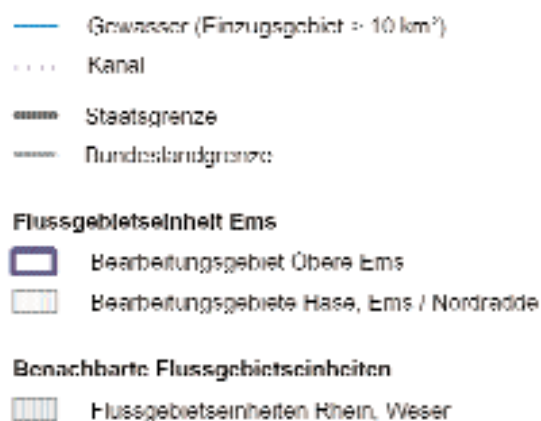 Gewässer (Einzugsgebiet > 10 km²)
Kanal
Staatsgrenze
Bundeslandgrenze
Flussgebietseinheit Ems
Bearbeitungsgebiet Obere Ems
Bearbeitungsgebiete Hase, Ems / Nordradde
Benachbarte Flussgebietseinheiten
Flussgebietseinheiten Rhein, Weser